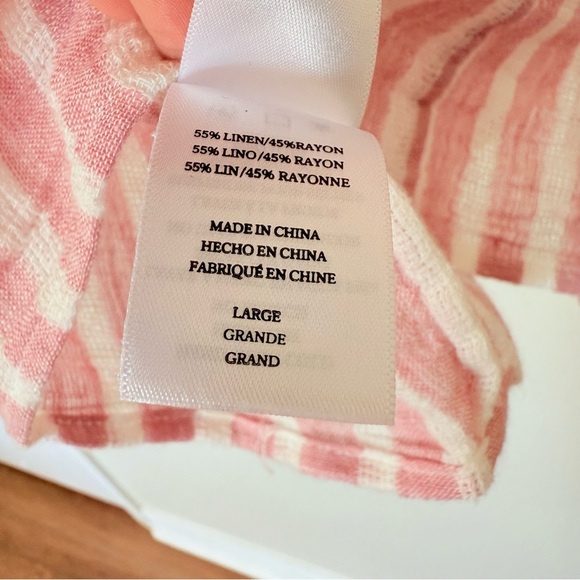 55% LINEN/45%RAYON
55% LINO/45% RAYON
55% LIN/45% RAYONNE
MADE IN CHINA
HECHO EN CHINA
FABRIQUÉ EN CHINE
LARGE
GRANDE
GRAND